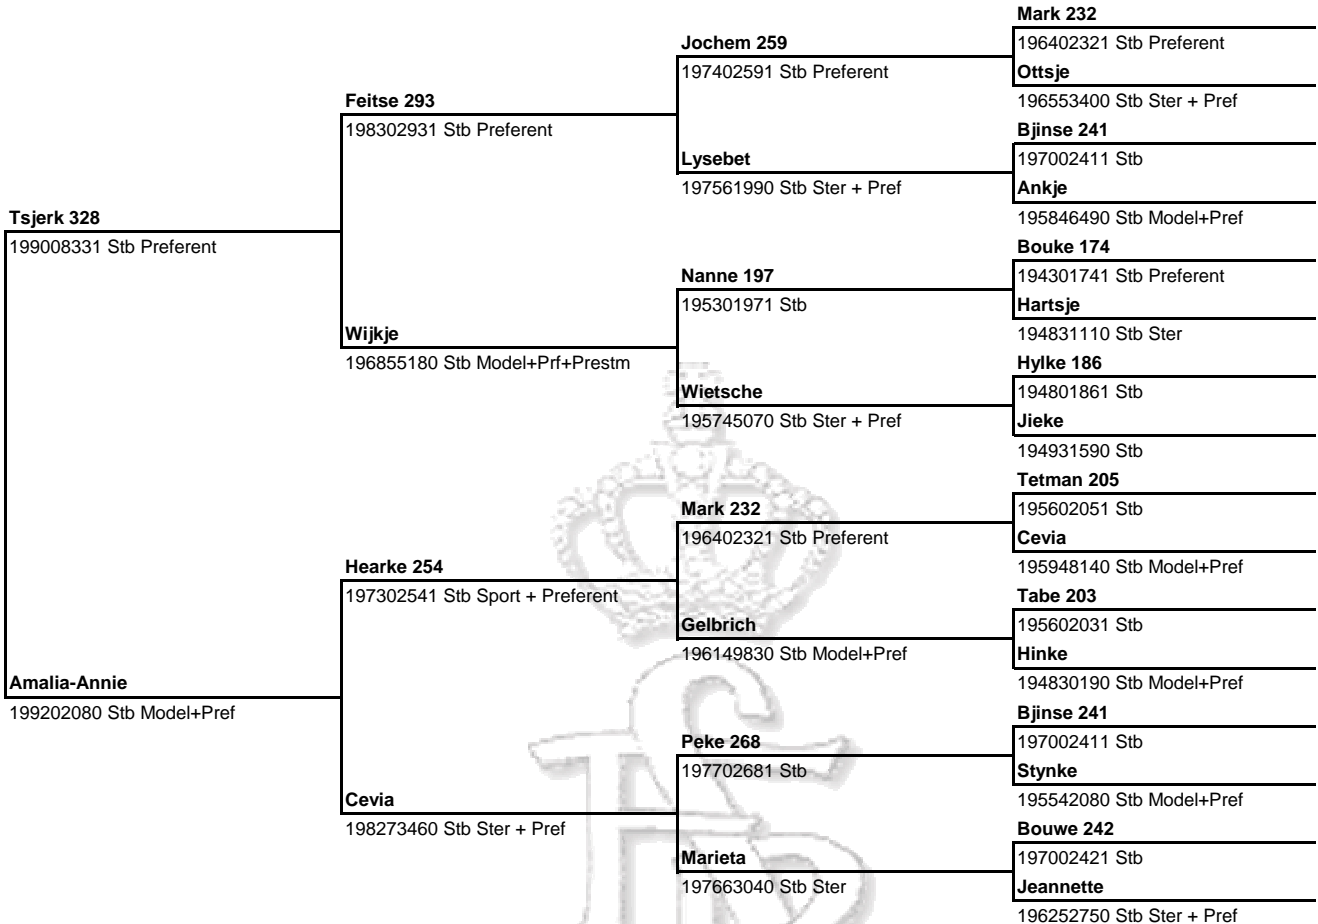 Tsjerk 328
199008331 Stb Preferent
Amalia-Annie
199202080 Stb Model+Pref
Feitse 293
198302931 Stb Preferent
Wijkje
196855180 Stb Model+Prf+Prestm
Hearke 254
197302541 Stb Sport + Preferent
Cevia
198273460 Stb Ster + Pref
Jochem 259
197402591 Stb Preferent
Lysebet
197561990 Stb Ster + Pref
Nanne 197
195301971 Stb
Wietsche
195745070 Stb Ster + Pref
Mark 232
196402321 Stb Preferent
Gelbrich
196149830 Stb Model+Pref
Peke 268
197702681 Stb
Marieta
197663040 Stb Ster
Mark 232
196402321 Stb Preferent
Ottsje
196553400 Stb Ster + Pref
Bjinse 241
197002411 Stb
Ankje
195846490 Stb Model+Pref
Bouke 174
194301741 Stb Preferent
Hartsje
194831110 Stb Ster
Hylke 186
194801861 Stb
Jieke
194931590 Stb
Tetman 205
195602051 Stb
Cevia
195948140 Stb Model+Pref
Tabe 203
195602031 Stb
Hinke
194830190 Stb Model+Pref
Bjinse 241
197002411 Stb
Stynke
195542080 Stb Model+Pref
Bouwe 242
197002421 Stb
Jeannette
196252750 Stb Ster + Pref